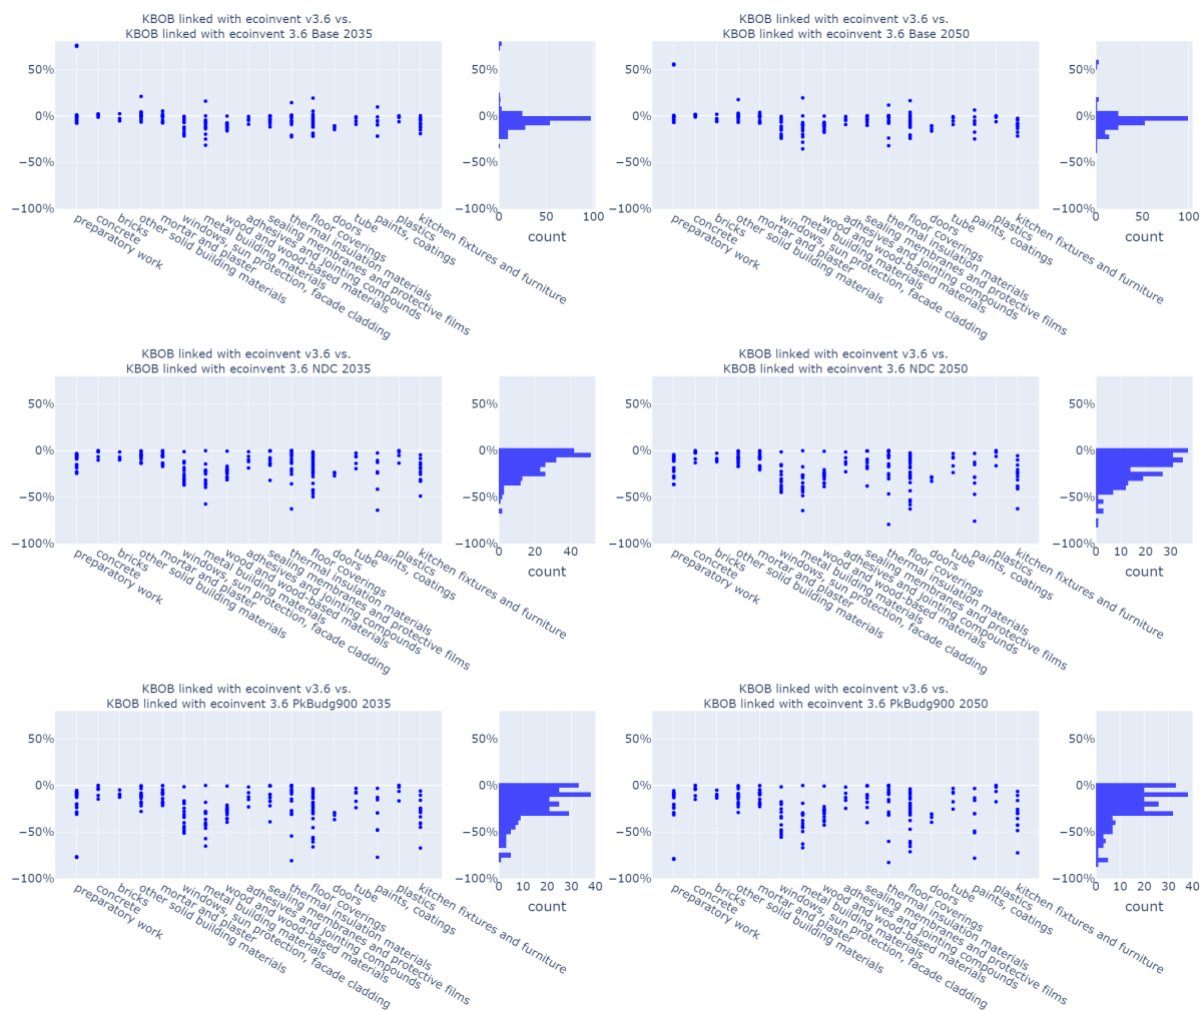 KBOB linked with ecoinvent v3.6 vs.
KBOB linked with ecoinvent 3.6 Base 2035
50%
0%
−50%
−100%
preparatory work
concrete
bricks
other solid building materials
mortar and plaster
windows, sun protection, facade cladding
metal building materials
wood and wood-based materials
adhesives and jointing compounds
sealing membranes and protective films
thermal insulation materials
floor coverings
doors
tube
paints, coatings
plastics
kitchen fixtures and furniture
50%
0%
−50%
−100%
0 50 100
count
KBOB linked with ecoinvent v3.6 vs.
KBOB linked with ecoinvent 3.6 Base 2050
50%
0%
−50%
−100%
preparatory work
concrete
bricks
other solid building materials
mortar and plaster
windows, sun protection, facade cladding
metal building materials
wood and wood-based materials
adhesives and jointing compounds
sealing membranes and protective films
thermal insulation materials
floor coverings
doors
tube
paints, coatings
plastics
kitchen fixtures and furniture
50%
0%
−50%
−100%
0 50 100
count
KBOB linked with ecoinvent v3.6 vs.
KBOB linked with ecoinvent 3.6 NDC 2035
50%
0%
−50%
−100%
preparatory work
concrete
bricks
other solid building materials
mortar and plaster
windows, sun protection, facade cladding
metal building materials
wood and wood-based materials
adhesives and jointing compounds
sealing membranes and protective films
thermal insulation materials
floor coverings
doors
tube
paints, coatings
plastics
kitchen fixtures and furniture
50%
0%
−50%
−100%
0 20 40
count
KBOB linked with ecoinvent v3.6 vs.
KBOB linked with ecoinvent 3.6 NDC 2050
50%
0%
−50%
−100%
preparatory work
concrete
bricks
other solid building materials
mortar and plaster
windows, sun protection, facade cladding
metal building materials
wood and wood-based materials
adhesives and jointing compounds
sealing membranes and protective films
thermal insulation materials
floor coverings
doors
tube
paints, coatings
plastics
kitchen fixtures and furniture
50%
0%
−50%
−100%
0 10 20 30
count
KBOB linked with ecoinvent v3.6 vs.
KBOB linked with ecoinvent 3.6 PkBudg900 2035
50%
0%
−50%
−100%
preparatory work
concrete
bricks
other solid building materials
mortar and plaster
windows, sun protection, facade cladding
metal building materials
wood and wood-based materials
adhesives and jointing compounds
sealing membranes and protective films
thermal insulation materials
floor coverings
doors
tube
paints, coatings
plastics
kitchen fixtures and furniture
50%
0%
−50%
−100%
0 10 20 30 40
count
KBOB linked with ecoinvent v3.6 vs.
KBOB linked with ecoinvent 3.6 PkBudg900 2050
50%
0%
−50%
−100%
preparatory work
concrete
bricks
other solid building materials
mortar and plaster
windows, sun protection, facade cladding
metal building materials
wood and wood-based materials
adhesives and jointing compounds
sealing membranes and protective films
thermal insulation materials
floor coverings
doors
tube
paints, coatings
plastics
kitchen fixtures and furniture
50%
0%
−50%
−100%
0 10 20 30 40
count